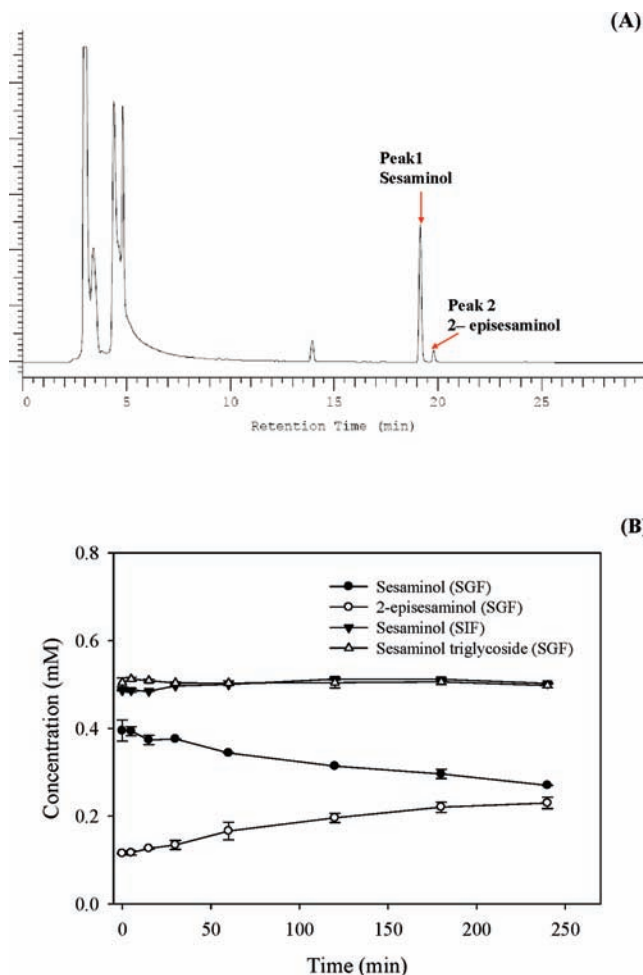 (A)
Peak1
Sesaminol
Peak 2
2– episesaminol
0 5 10 15 20 25
Retention Time (min)
(B)
0.8
Sesaminol (SGF)
2-episesaminol (SGF)
Sesaminol (SIF)
Sesaminol triglycoside (SGF)
0.6
0.4
0.2
0.0
Concentration (mM)
0 50 100 150 200 250
Time (min)